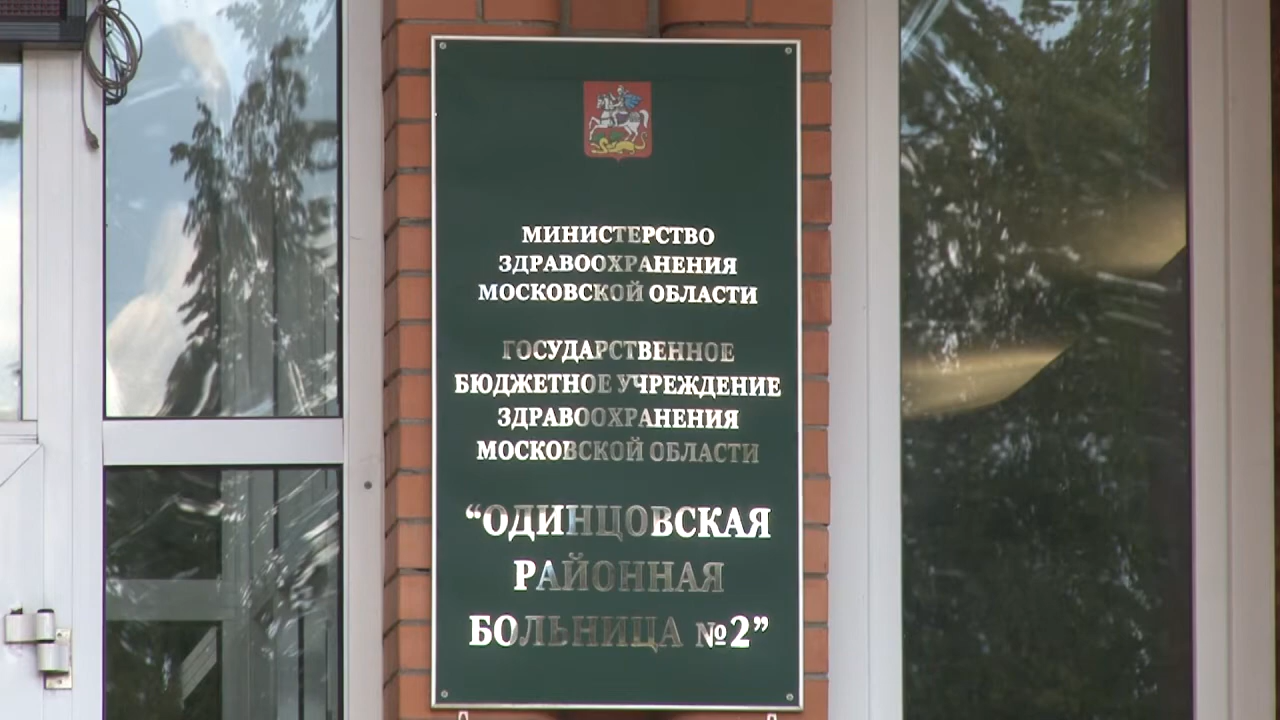 МИНИСТЕРСТВО
ЗДРАВООХРАНЕНИЯ
МОСКОВСКОЙ ОБЛАСТИ
ГОСУДАРСТВЕННОЕ
БЮДЖЕТНОЕ УЧРЕЖДЕНИЕ
ЗДРАВООХРАНЕНИЯ
МОСКОВСКОЙ ОБЛАСТИ
“ОДИНЦОВСКАЯ
РАЙОННАЯ
БОЛЬНИЦА №2”